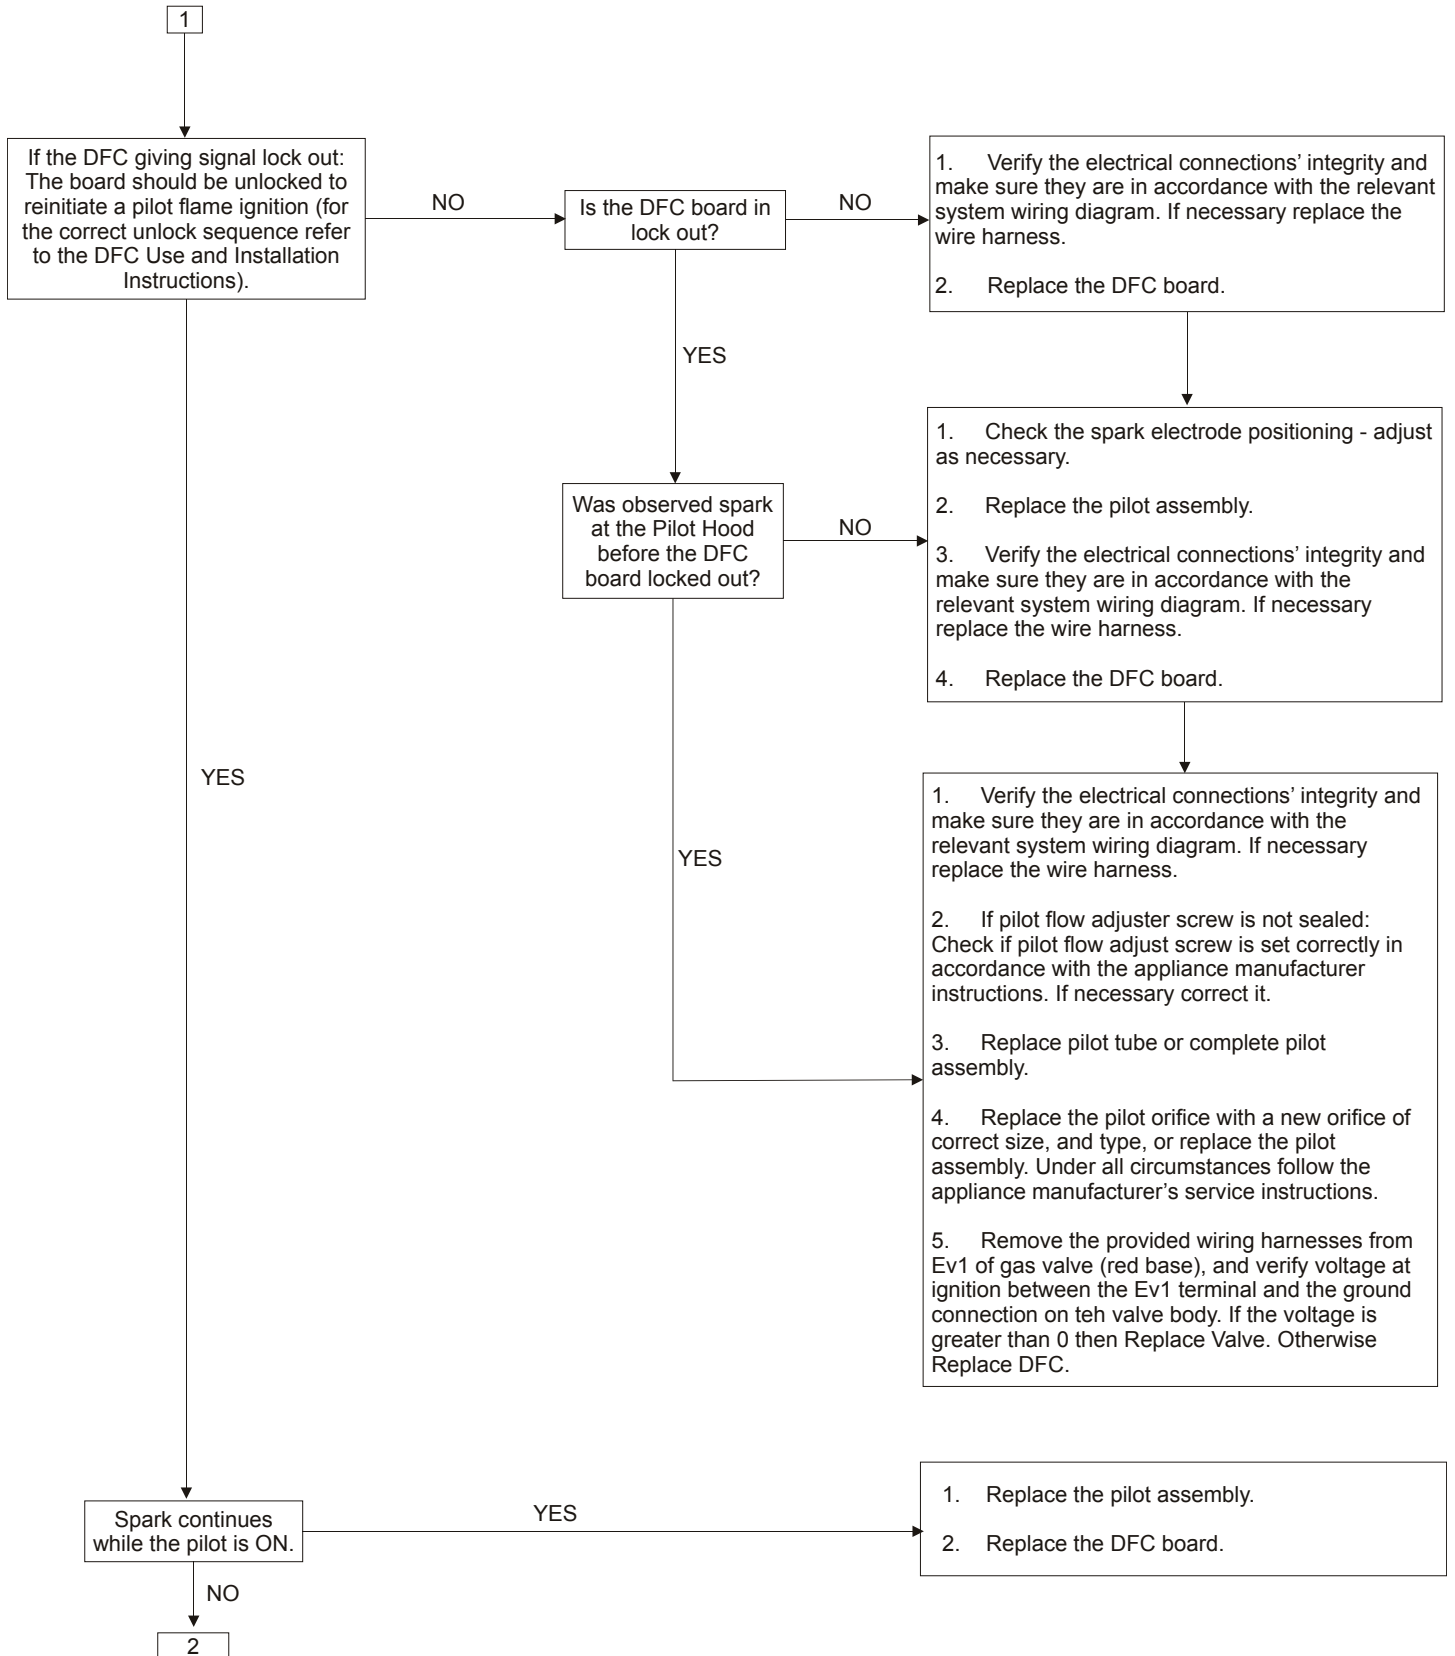 1
If the DFC giving signal lock out:
The board should be unlocked to
reinitiate a pilot flame ignition (for
the correct unlock sequence refer
to the DFC Use and Installation
Instructions).
NO
Is the DFC board in
lock out?
NO
1. Verify the electrical connections’ integrity and
make sure they are in accordance with the relevant
system wiring diagram. If necessary replace the
wire harness.
2. Replace the DFC board.
YES
Was observed spark
at the Pilot Hood
before the DFC
board locked out?
NO
1. Check the spark electrode positioning - adjust
as necessary.
2. Replace the pilot assembly.
3. Verify the electrical connections’ integrity and
make sure they are in accordance with the
relevant system wiring diagram. If necessary
replace the wire harness.
4. Replace the DFC board.
YES
YES
1. Verify the electrical connections’ integrity and
make sure they are in accordance with the
relevant system wiring diagram. If necessary
replace the wire harness.
2. If pilot flow adjuster screw is not sealed:
Check if pilot flow adjust screw is set correctly in
accordance with the appliance manufacturer
instructions. If necessary correct it.
3. Replace pilot tube or complete pilot
assembly.
4. Replace the pilot orifice with a new orifice of
correct size, and type, or replace the pilot
assembly. Under all circumstances follow the
appliance manufacturer’s service instructions.
5. Remove the provided wiring harnesses from
Ev1 of gas valve (red base), and verify voltage at
ignition between the Ev1 terminal and the ground
connection on teh valve body. If the voltage is
greater than 0 then Replace Valve. Otherwise
Replace DFC.
Spark continues
while the pilot is ON.
YES
1. Replace the pilot assembly.
2. Replace the DFC board.
NO
2